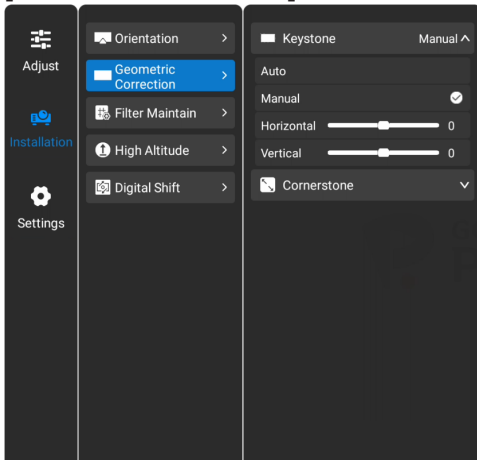 Adjust
Installation
Settings
Orientation
Geometric
Correction
Filter Maintain
High Altitude
Digital Shift
Keystone Manual
Auto
Manual
Horizontal 0
Vertical 0
Cornerstone